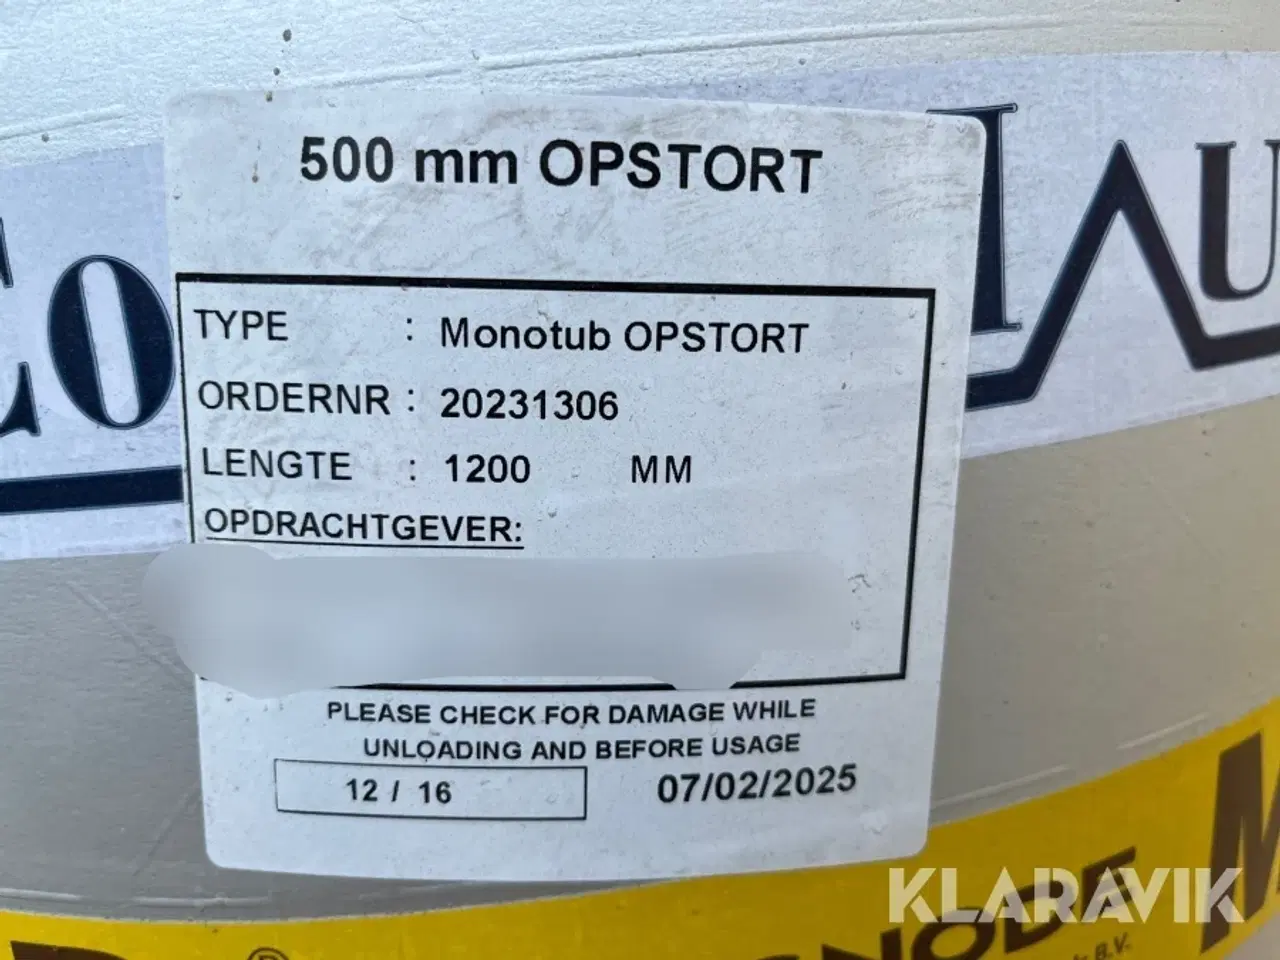 500 mm OPSTORT
TYPE : Monotub OPSTORT
ORDERNR : 20231306
LENGTE : 1200 MM
OPDRACHTGEVER:
PLEASE CHECK FOR DAMAGE WHILE
UNLOADING AND BEFORE USAGE
12 / 16 07/02/2025
KLARAVIK
B.V.